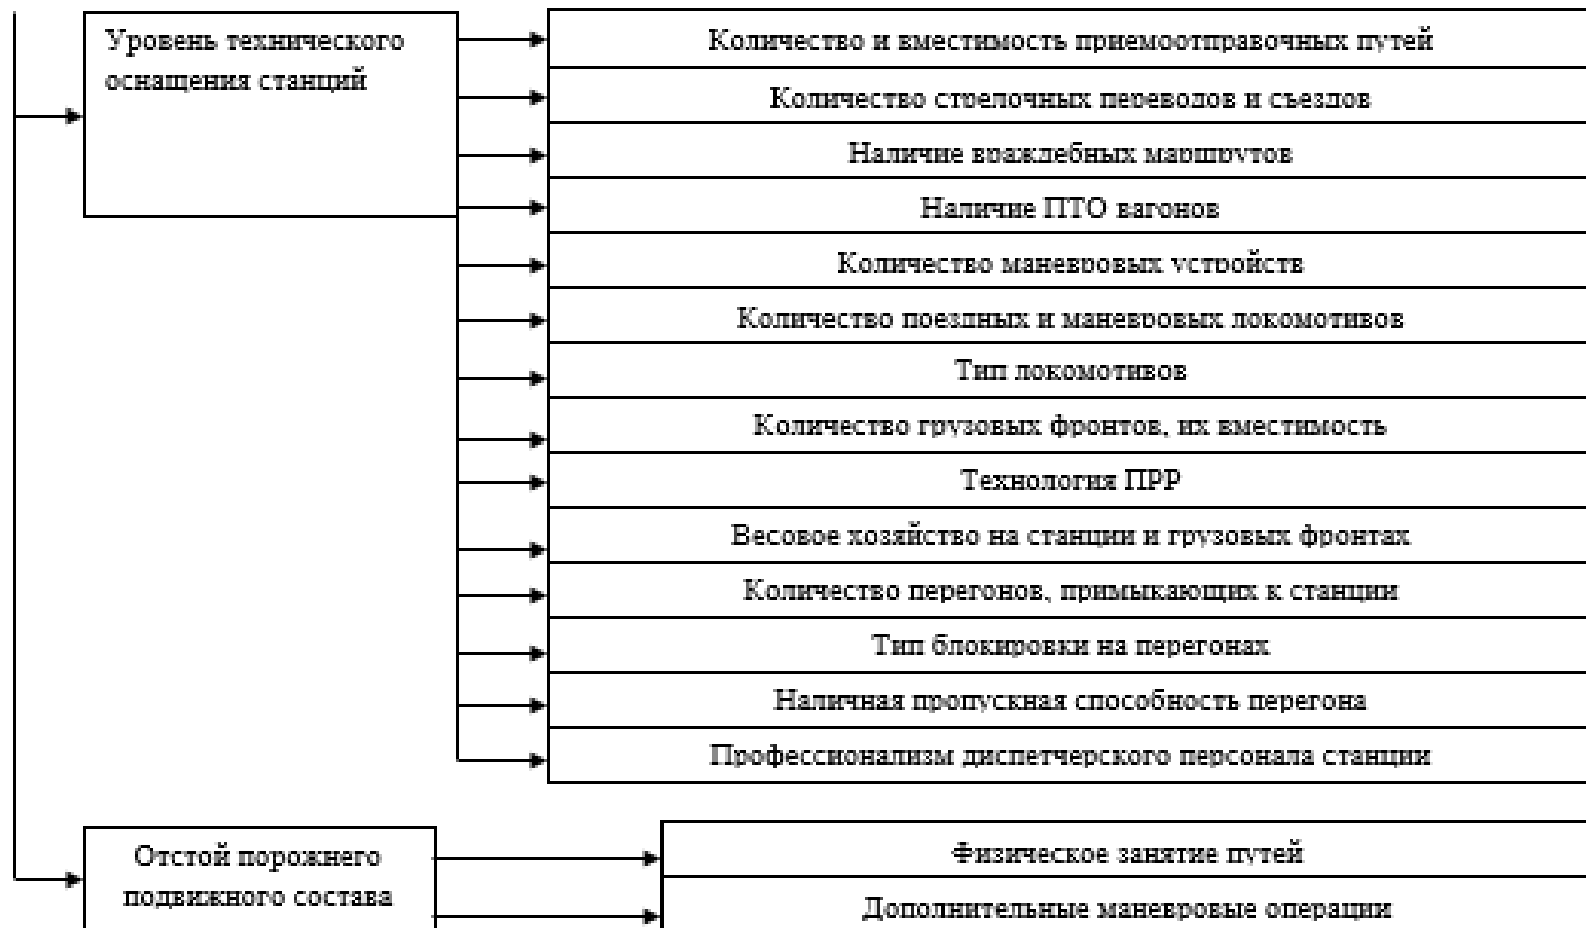 Уровень технического
оснащения станций
Количество и вместимость приемоотправочных путей
Количество стрелочных переводов и съездов
Наличие враждебных маршрутов
Наличие ПТО вагонов
Количество маневровых устройств
Количество поездных и маневровых локомотивов
Тип локомотивов
Количество грузовых фронтов, их вместимость
Технология ПРР
Весовое хозяйство на станции и грузовых фронтах
Количество перегонов, примыкающих к станции
Тип блокировки на перегонах
Наличная пропускная способность перегона
Профессионализм диспетчерского персонала станции
Отстой порожнего
подвижного состава
Физическое занятие путей
Дополнительные маневровые операции